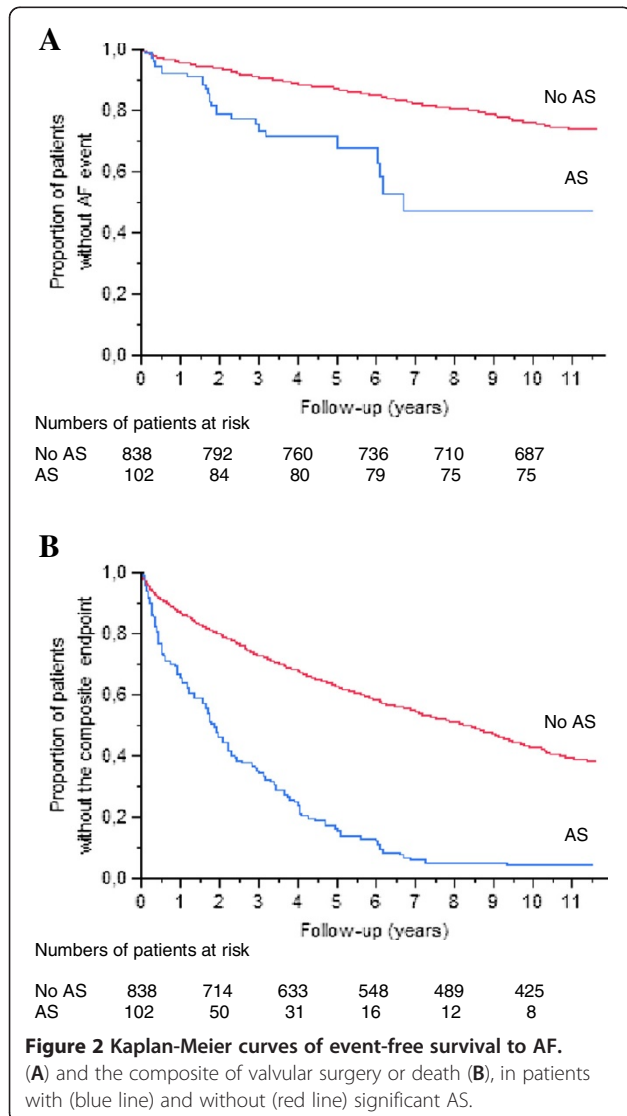 A
1,0
0,8
0,6
0,4
0,2
0,0
Proportion of patients
without AF event
No AS
AS
0 1 2 3 4 5 6 7 8 9 10 11
Follow-up (years)
Numbers of patients at risk
No AS 838 792 760 736 710 687
AS 102 84 80 79 75 75
B
1,0
0,8
0,6
0,4
0,2
0,0
Proportion of patients
without the composite endpoint
No AS
AS
0 1 2 3 4 5 6 7 8 9 10 11
Follow-up (years)
Numbers of patients at risk
No AS 838 714 633 548 489 425
AS 102 50 31 16 12 8
Figure 2 Kaplan-Meier curves of event-free survival to AF.
(A) and the composite of valvular surgery or death (B), in patients
with (blue line) and without (red line) significant AS.